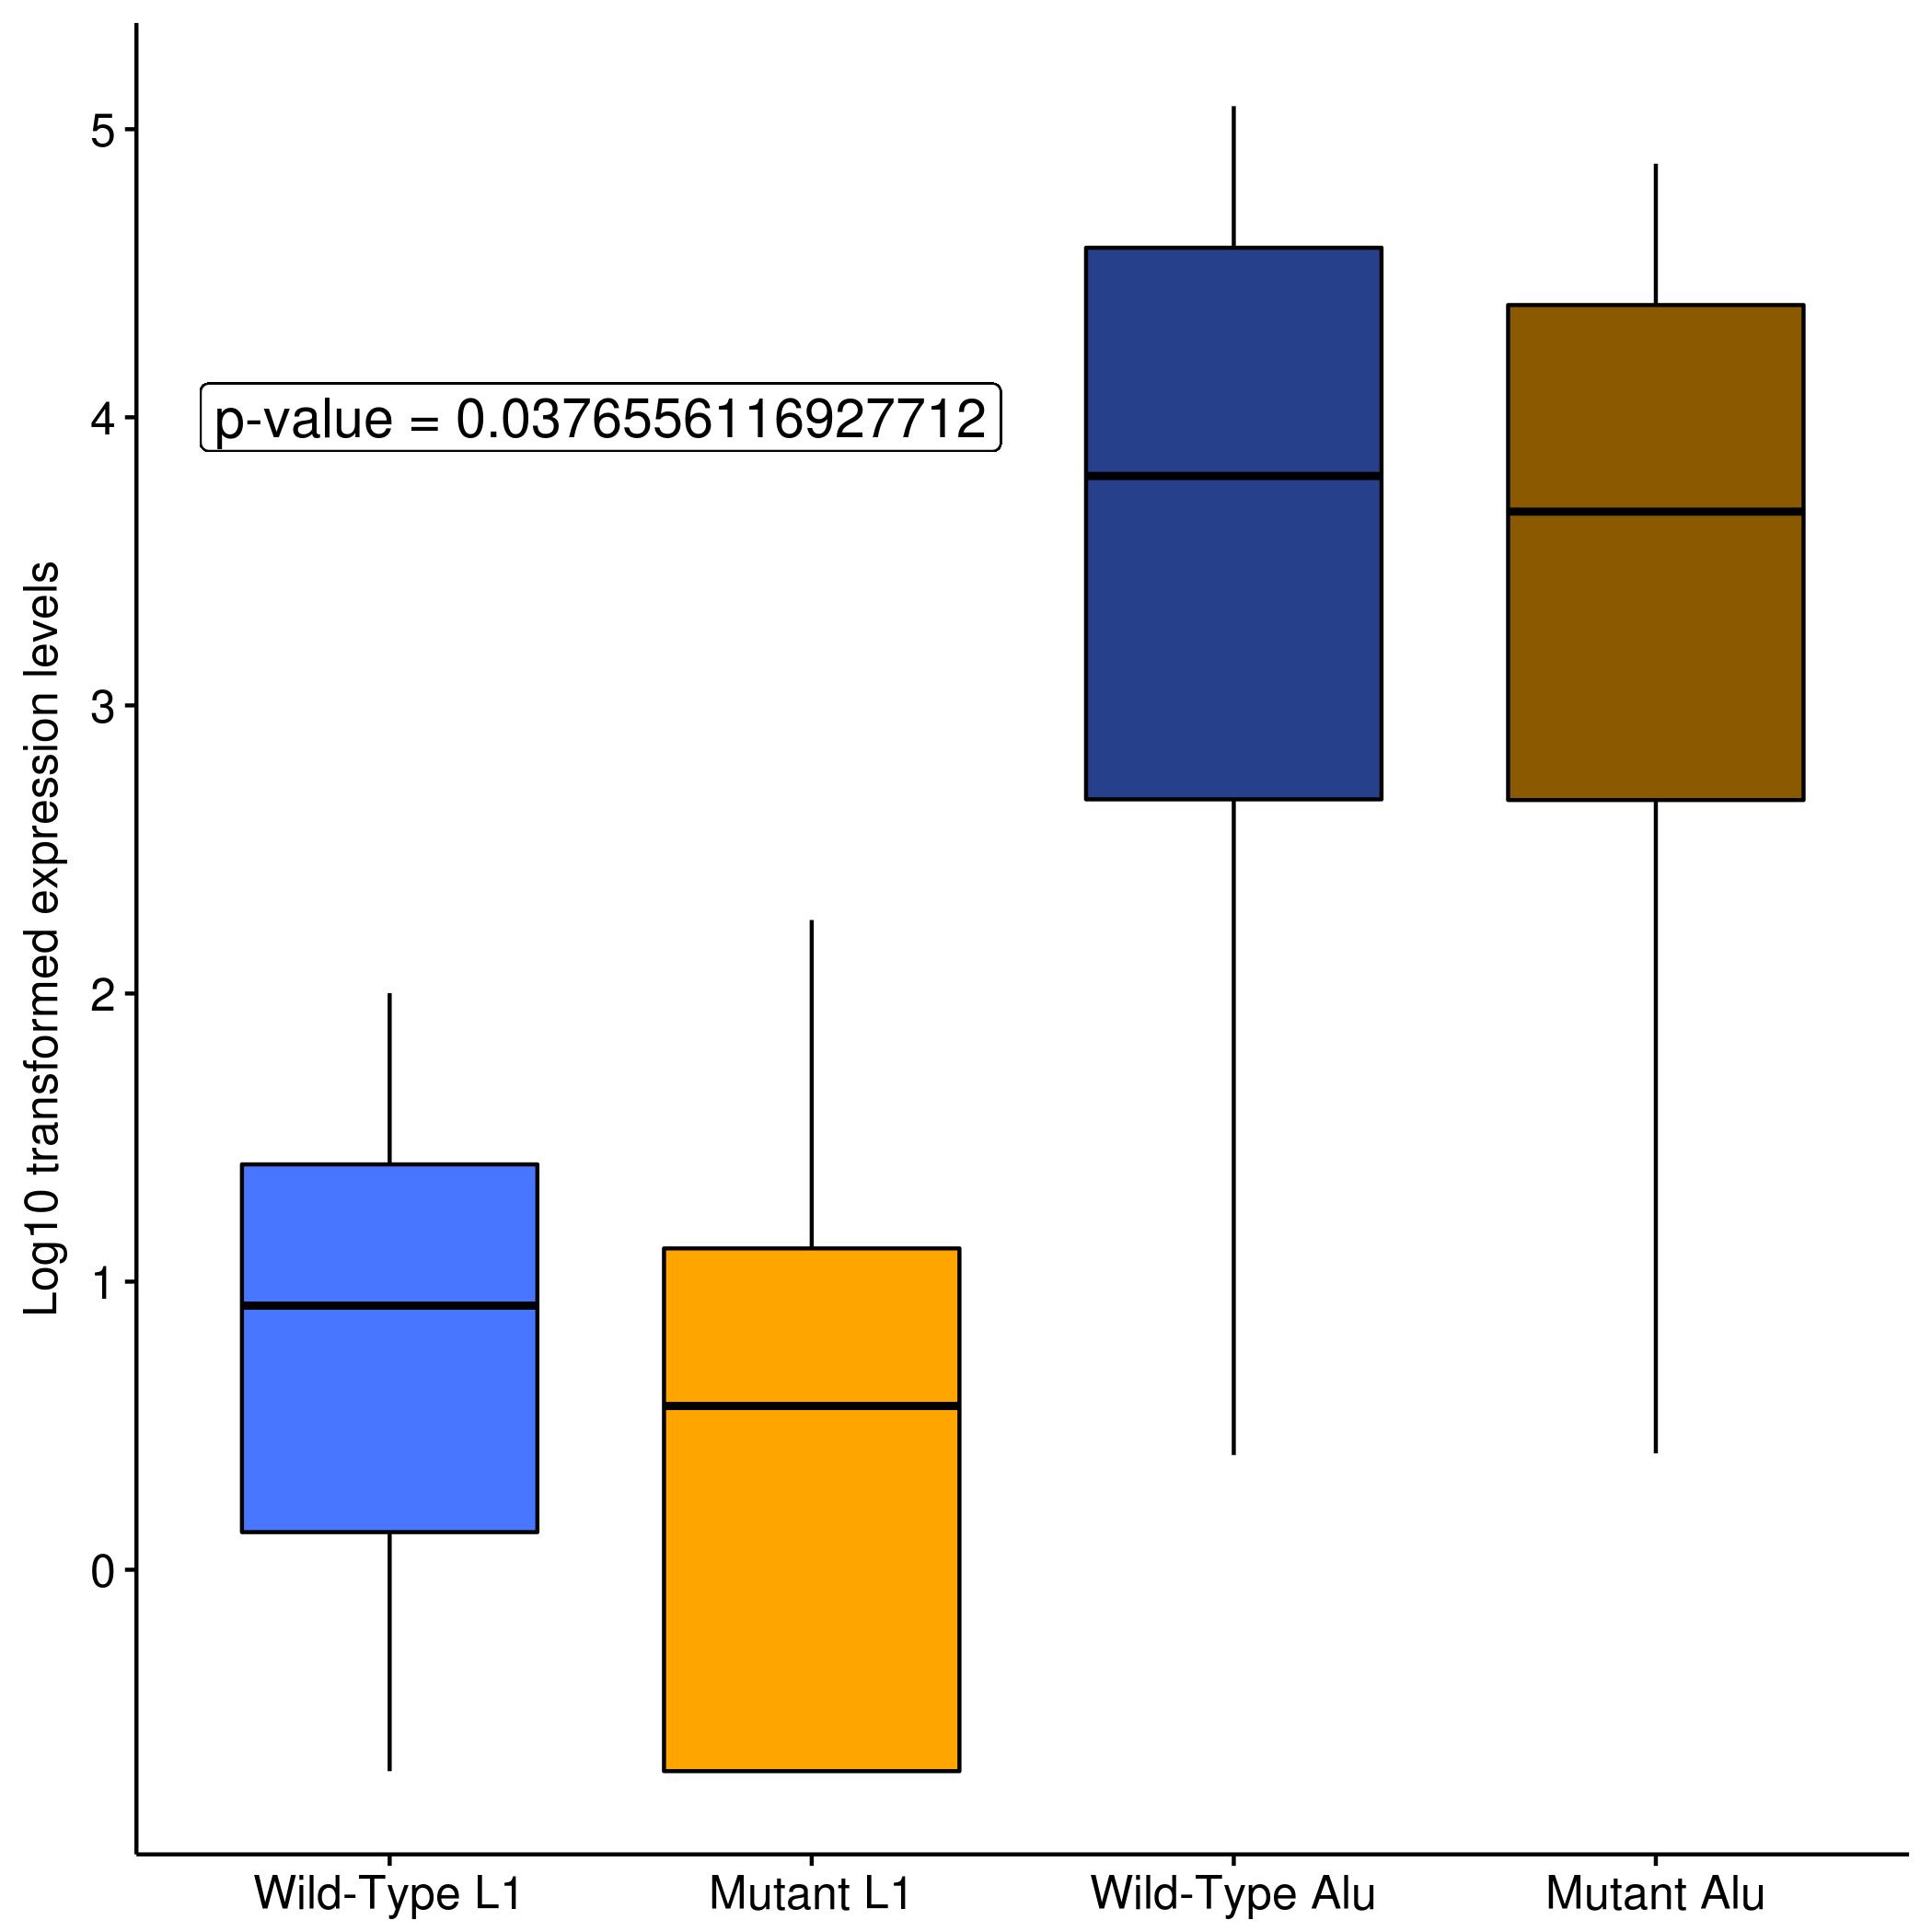 5
p-value = 0.0376556116927712
4
3
2
1
0
Log10 transformed expression levels
Wild-Type L1
Mutant L1
Wild-Type Alu
Mutant Alu